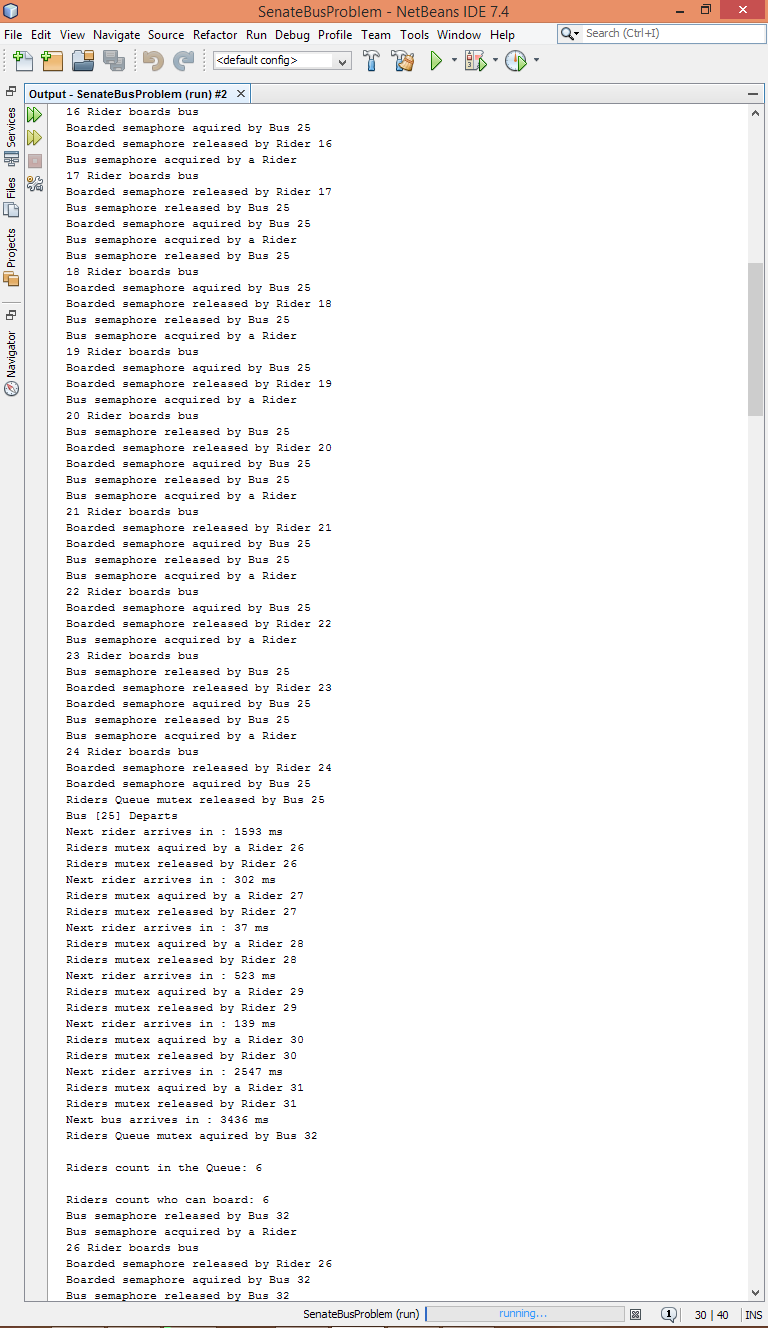 SenateBusProblem - NetBeans IDE 7.4
File Edit View Navigate Source Refactor Run Debug Profile Team Tools Window Help
Search (Ctrl+I)
<default config>
Output - SenateBusProblem (run) #2
Services
Files
Projects
Navigator
16 Rider boards bus
Boarded semaphore aquired by Bus 25
Boarded semaphore released by Rider 16
Bus semaphore acquired by a Rider
17 Rider boards bus
Boarded semaphore released by Rider 17
Bus semaphore released by Bus 25
Boarded semaphore aquired by Bus 25
Bus semaphore acquired by a Rider
Bus semaphore released by Bus 25
18 Rider boards bus
Boarded semaphore aquired by Bus 25
Boarded semaphore released by Rider 18
Bus semaphore released by Bus 25
Bus semaphore acquired by a Rider
19 Rider boards bus
Boarded semaphore aquired by Bus 25
Boarded semaphore released by Rider 19
Bus semaphore acquired by a Rider
20 Rider boards bus
Bus semaphore released by Bus 25
Boarded semaphore released by Rider 20
Boarded semaphore aquired by Bus 25
Bus semaphore released by Bus 25
Bus semaphore acquired by a Rider
21 Rider boards bus
Boarded semaphore released by Rider 21
Boarded semaphore aquired by Bus 25
Bus semaphore released by Bus 25
Bus semaphore acquired by a Rider
22 Rider boards bus
Boarded semaphore aquired by Bus 25
Boarded semaphore released by Rider 22
Bus semaphore acquired by a Rider
23 Rider boards bus
Bus semaphore released by Bus 25
Boarded semaphore released by Rider 23
Boarded semaphore aquired by Bus 25
Bus semaphore released by Bus 25
Bus semaphore acquired by a Rider
24 Rider boards bus
Boarded semaphore released by Rider 24
Boarded semaphore aquired by Bus 25
Riders Queue mutex released by Bus 25
Bus [25] Departs
Next rider arrives in : 1593 ms
Riders mutex aquired by a Rider 26
Riders mutex released by Rider 26
Next rider arrives in : 302 ms
Riders mutex aquired by a Rider 27
Riders mutex released by Rider 27
Next rider arrives in : 37 ms
Riders mutex aquired by a Rider 28
Riders mutex released by Rider 28
Next rider arrives in : 523 ms
Riders mutex aquired by a Rider 29
Riders mutex released by Rider 29
Next rider arrives in : 139 ms
Riders mutex aquired by a Rider 30
Riders mutex released by Rider 30
Next rider arrives in : 2547 ms
Riders mutex aquired by a Rider 31
Riders mutex released by Rider 31
Next bus arrives in : 3436 ms
Riders Queue mutex aquired by Bus 32
Riders count in the Queue: 6
Riders count who can board: 6
Bus semaphore released by Bus 32
Bus semaphore acquired by a Rider
26 Rider boards bus
Boarded semaphore released by Rider 26
Boarded semaphore aquired by Bus 32
Bus semaphore released by Bus 32
SenateBusProblem (run) running... 1 30 | 40 INS